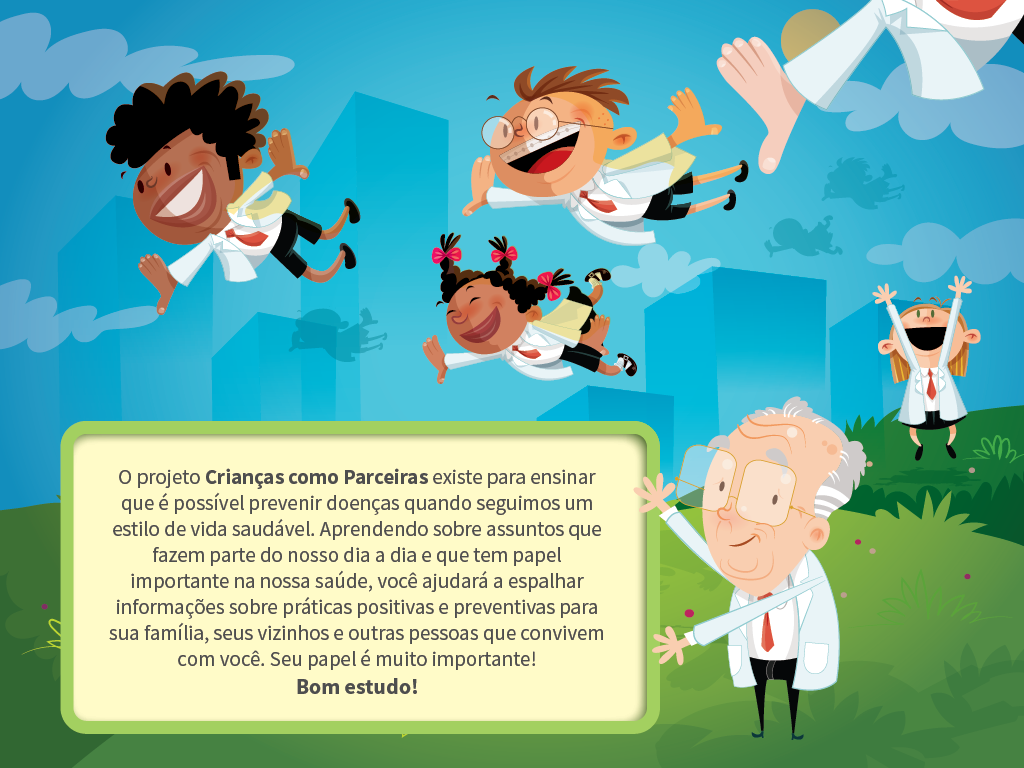 O projeto Crianças como Parceiras existe para ensinar
que é possível prevenir doenças quando seguimos um
estilo de vida saudável. Aprendendo sobre assuntos que
fazem parte do nosso dia a dia e que tem papel
importante na nossa saúde, você ajudará a espalhar
informações sobre práticas positivas e preventivas para
sua família, seus vizinhos e outras pessoas que convivem
com você. Seu papel é muito importante!
Bom estudo!